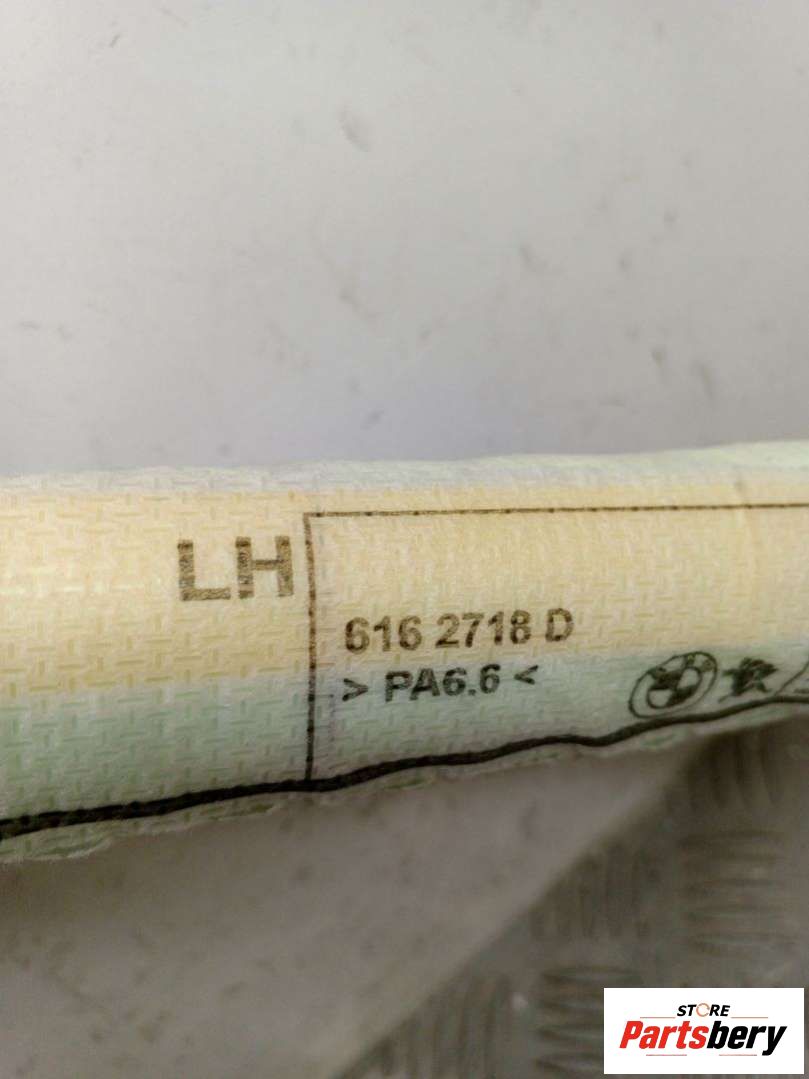 LH
616 2718 D
> PA6.6 <
STORE
Partsbery